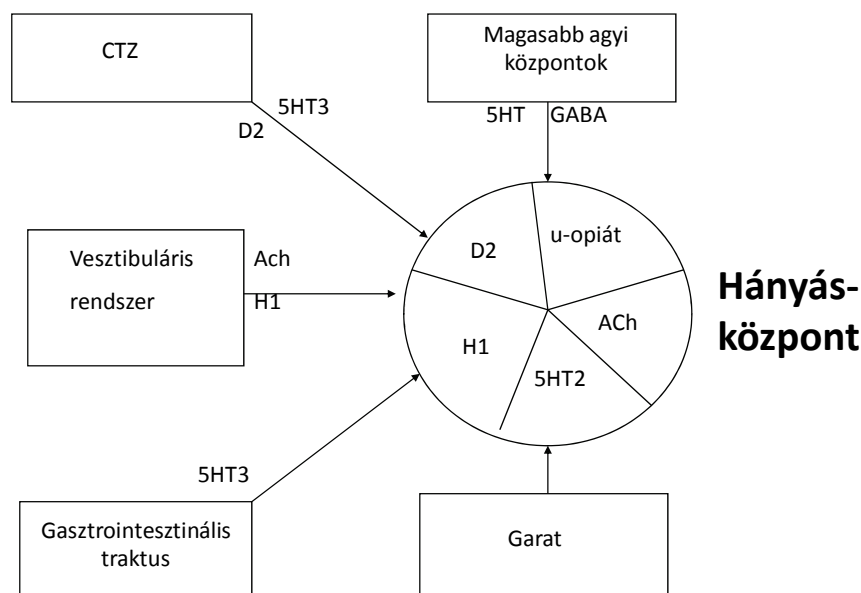 CTZ
Magasabb agyi
központok
5HT3
D2
5HT
GABA
Vesztibuláris
rendszer
Ach
H1
D2
u-opiát
H1
ACh
5HT2
Hányás-
központ
5HT3
Gasztrointesztinális
traktus
Garat